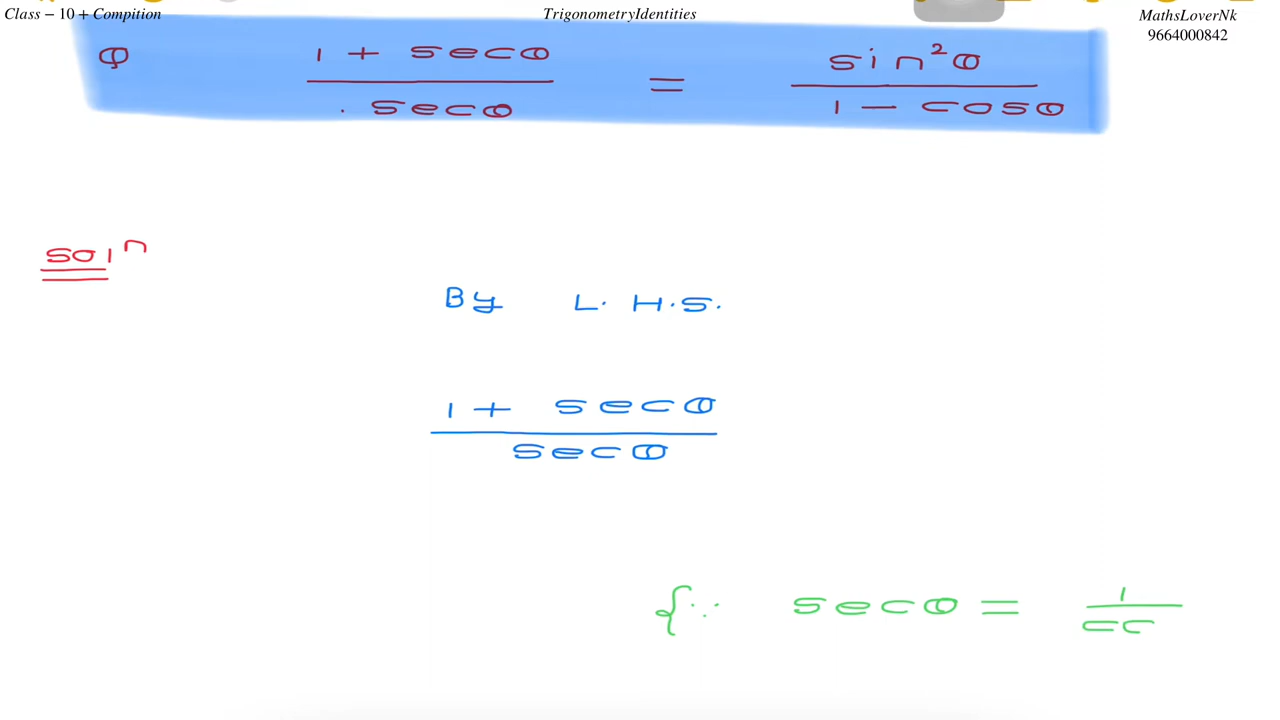 Class – 10 + Compition TrigonometryIdentities MathsLoverNk
9664000842
Q (1 + secθ)/(secθ) = (sin²θ)/(1 – cosθ)
solⁿ
By L.H.S.
(1 + secθ)/(secθ)
{∵ secθ = 1/